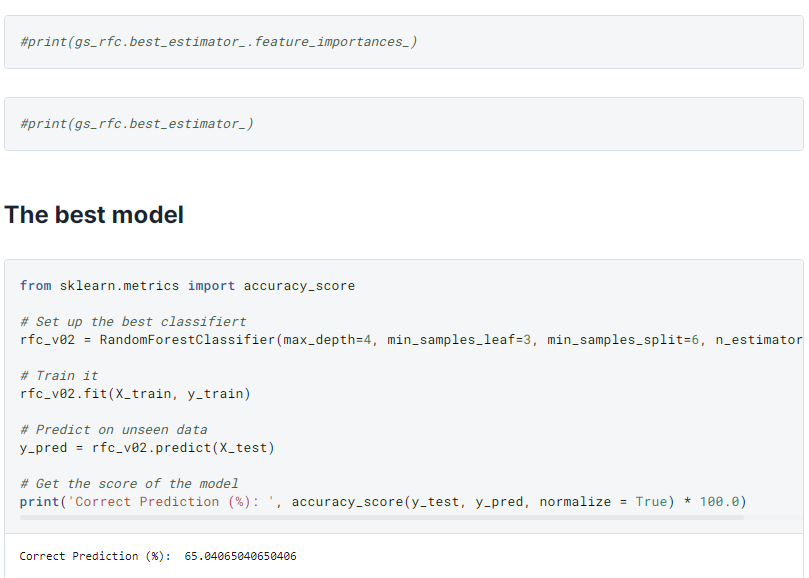 #print(gs_rfc.best_estimator_.feature_importances_)
#print(gs_rfc.best_estimator_)
The best model
from sklearn.metrics import accuracy_score
# Set up the best classifiert
rfc_v02 = RandomForestClassifier(max_depth=4, min_samples_leaf=3, min_samples_split=6, n_estimator
# Train it
rfc_v02.fit(X_train, y_train)
# Predict on unseen data
y_pred = rfc_v02.predict(X_test)
# Get the score of the model
print('Correct Prediction (%): ', accuracy_score(y_test, y_pred, normalize = True) * 100.0)
Correct Prediction (%):  65.04065040650406